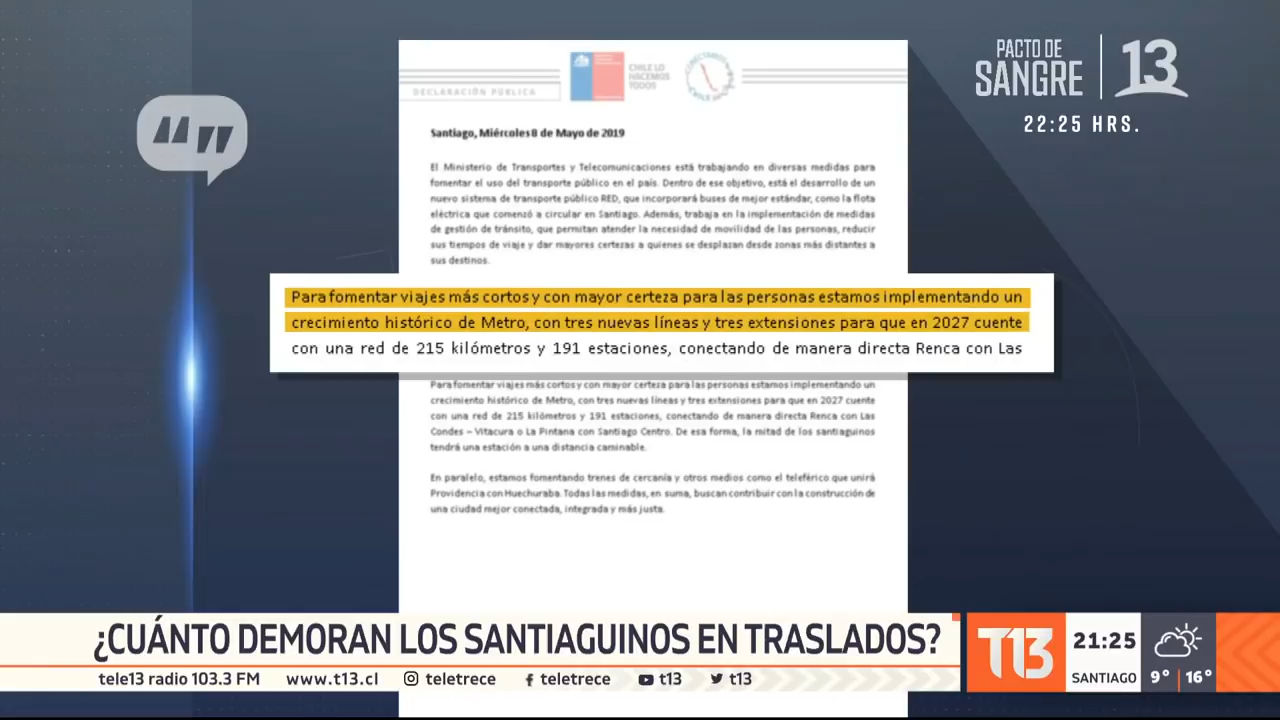 PACTO DE
SANGRE
13
22:25 HRS.
CHILE LO
HACEMOS
TODOS
DECLARACIÓN PÚBLICA
Santiago, Miércoles 8 de Mayo de 2019
El Ministerio de Transportes y Telecomunicaciones está trabajando en diversas medidas para
fomentar el uso del transporte público en el país. Dentro de ese objetivo, está el desarrollo de un
nuevo sistema de transporte público RED, que incorporará buses de mejor estándar, como la flota
eléctrica que comenzó a circular en Santiago. Además, trabaja en la implementación de medidas
de gestión de tránsito, que permitan atender la necesidad de movilidad de las personas, reducir
sus tiempos de viaje y dar mayores certezas a quienes se desplazan desde zonas más distantes a
sus destinos.
Para fomentar viajes más cortos y con mayor certeza para las personas estamos implementando un
crecimiento histórico de Metro, con tres nuevas líneas y tres extensiones para que en 2027 cuente
con una red de 215 kilómetros y 191 estaciones, conectando de manera directa Renca con Las
Para fomentar viajes más cortos y con mayor certeza para las personas estamos implementando un
crecimiento histórico de Metro, con tres nuevas líneas y tres extensiones para que en 2027 cuente
con una red de 215 kilómetros y 191 estaciones, conectando de manera directa Renca con Las
Condes – Vitacura o La Pintana con Santiago Centro. De esa forma, la mitad de los santiaguinos
tendrá una estación a una distancia caminable.
En paralelo, estamos fomentando trenes de cercanía y otros medios como el teleférico que unirá
Providencia con Huechuraba. Todas las medidas, en suma, buscan contribuir con la construcción de
una ciudad mejor conectada, integrada y más justa.
¿CUÁNTO DEMORAN LOS SANTIAGUINOS EN TRASLADOS?
tele13 radio 103.3 FM www.t13.cl teletrece teletrece t13 t13
T13
21:25
SANTIAGO
9° 16°